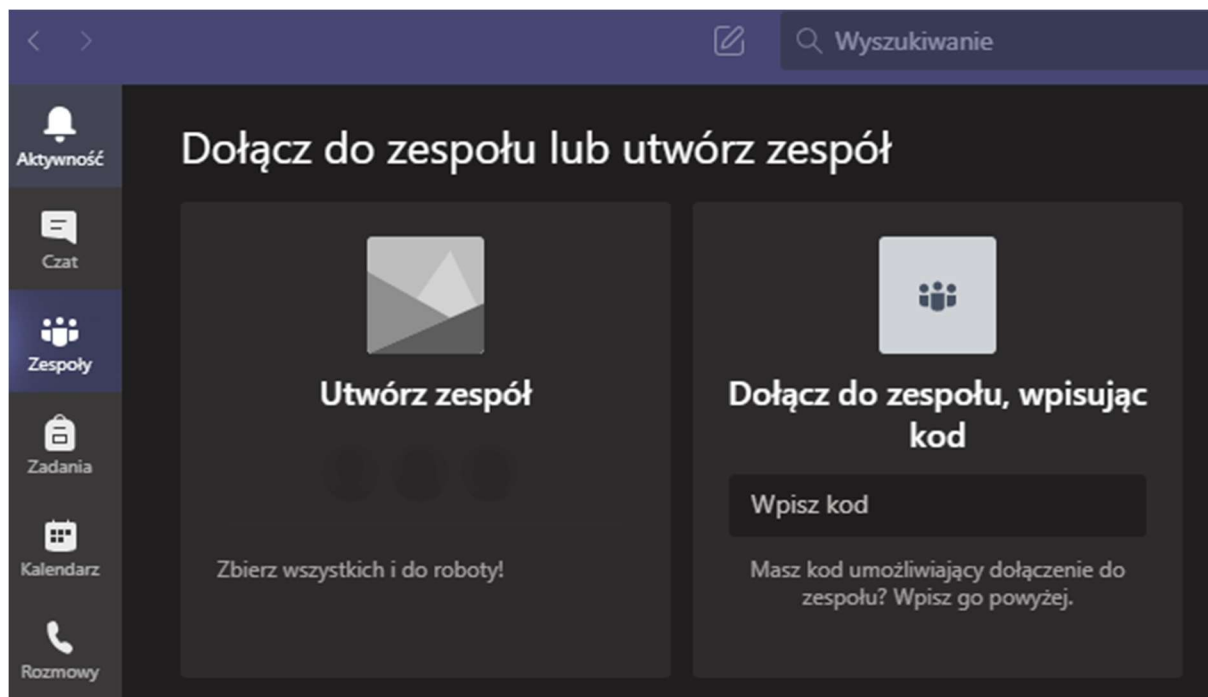 Wyszukiwanie
Aktywność
Czat
Zespoły
Zadania
Kalendarz
Rozmowy
Dołącz do zespołu lub utwórz zespół
Utwórz zespół
Zbierz wszystkich i do roboty!
Dołącz do zespołu, wpisując
kod
Wpisz kod
Masz kod umożliwiający dołączenie do
zespołu? Wpisz go powyżej.